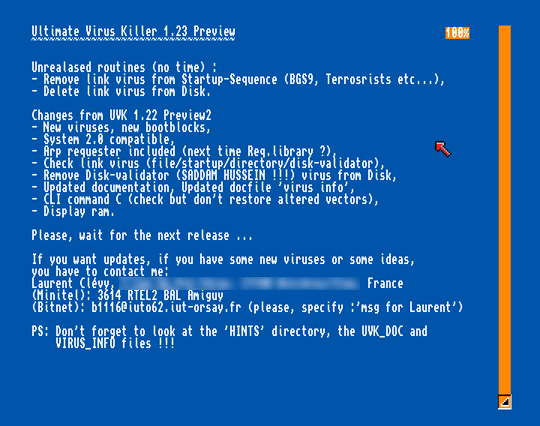 Ultimate Virus Killer 1.23 Preview
~~~~~~~~~~~~~~~~~~~~~~~~~~~~~~~~~~
100%
Unrealased routines (no time) :
- Remove link virus from Startup-Sequence (BGS9, Terrosrists etc...),
- Delete link virus from Disk.
Changes from UVK 1.22 Preview2
- New viruses, new bootblocks,
- System 2.0 compatible,
- Arp requester included (next time Req.library ?),
- Check link virus (file/startup/directory/disk-validator),
- Remove Disk-validator (SADDAM HUSSEIN !!!) virus from Disk,
- Updated documentation, Updated docfile 'virus info',
- CLI command C (check but don't restore altered vectors),
- Display ram.
Please, wait for the next release ...
If you want updates, if you have some new viruses or some ideas,
you have to contact me:
Laurent Clévy, France
(Minitel): 3614 RTEL2 BAL Amiguy
(Bitnet): b1116@iuto62.iut-orsay.fr (please, specify :'msg for Laurent')
PS: Don't forget to look at the 'HINTS' directory, the UVK_DOC and
VIRUS_INFO files !!!